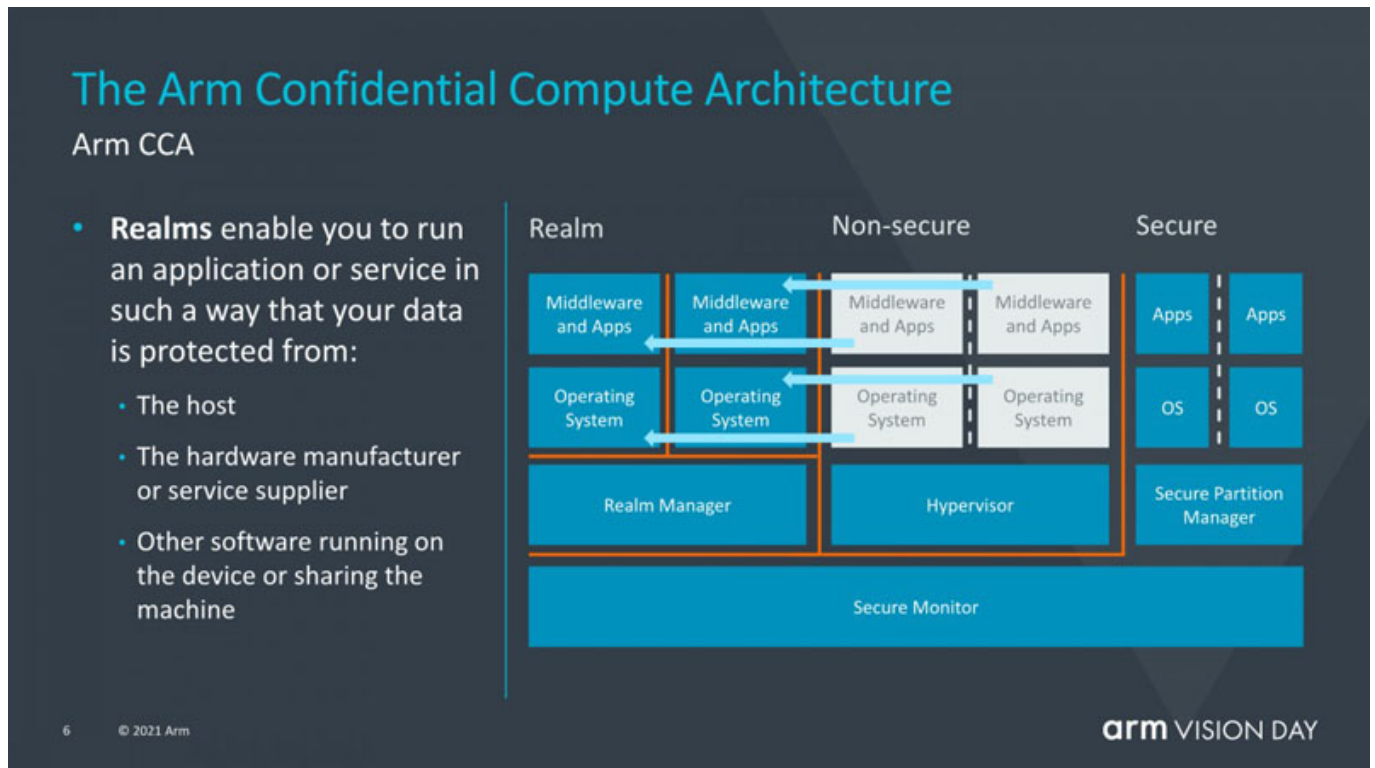 The Arm Confidential Compute Architecture
Arm CCA
• Realms enable you to run
an application or service in
such a way that your data
is protected from:
• The host
• The hardware manufacturer
or service supplier
• Other software running on
the device or sharing the
machine
Realm
Non-secure
Secure
Middleware
and Apps
Middleware
and Apps
Middleware
and Apps
Middleware
and Apps
Apps
Apps
Operating
System
Operating
System
Operating
System
Operating
System
OS
OS
Realm Manager
Hypervisor
Secure Partition
Manager
Secure Monitor
6
© 2021 Arm
arm VISION DAY